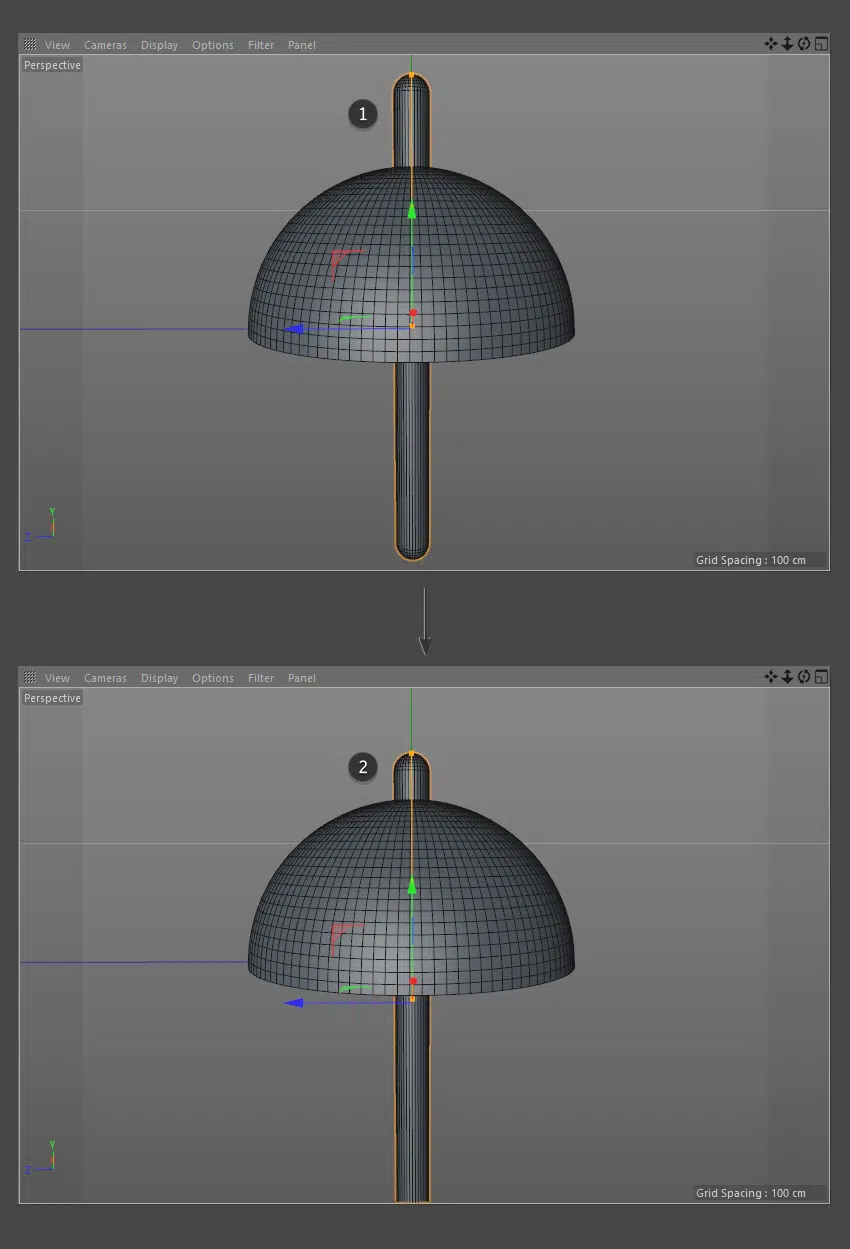 View Cameras Display Options Filter Panel
Perspective
1
Y
Z
Grid Spacing : 100 cm
View Cameras Display Options Filter Panel
Perspective
2
Y
Z
Grid Spacing : 100 cm